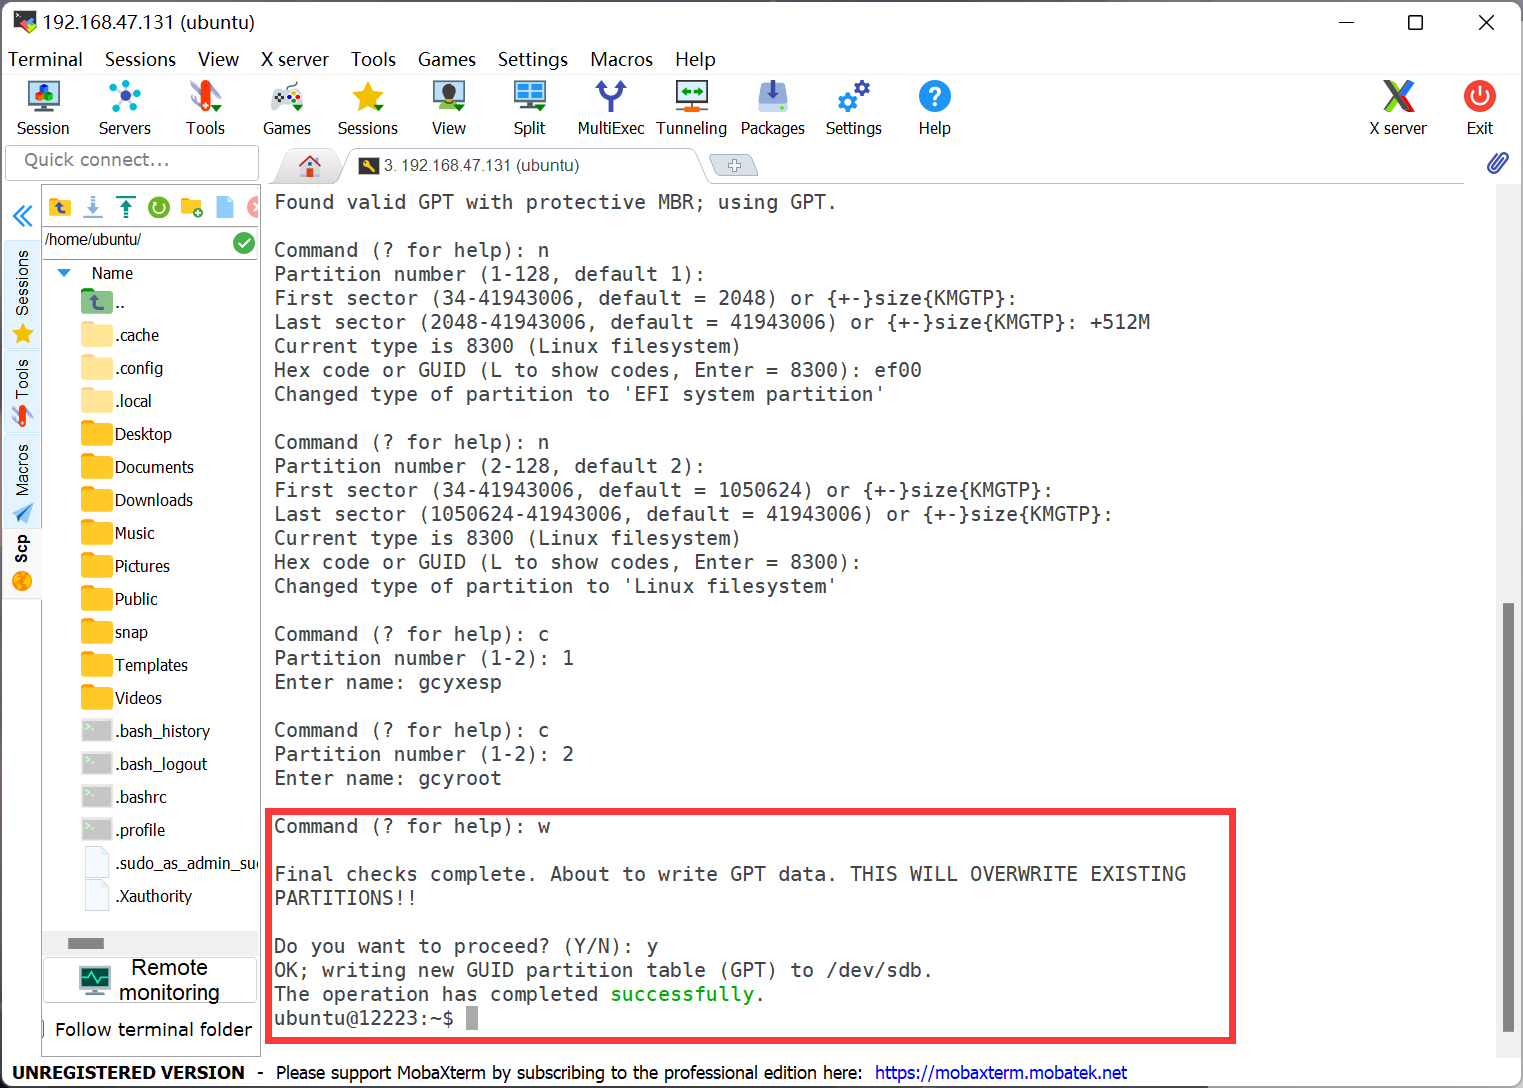 192.168.47.131 (ubuntu)
Terminal Sessions View X server Tools Games Settings Macros Help
Session Servers Tools Games Sessions View Split MultiExec Tunneling Packages Settings Help X server Exit
Quick connect...
3. 192.168.47.131 (ubuntu)
/home/ubuntu/
Name
..
.cache
.config
.local
Desktop
Documents
Downloads
Music
Pictures
Public
snap
Templates
Videos
.bash_history
.bash_logout
.bashrc
.profile
.sudo_as_admin_su
.Xauthority
Sessions
Tools
Macros
Scp
Remote
monitoring
Follow terminal folder
Found valid GPT with protective MBR; using GPT.
Command (? for help): n
Partition number (1-128, default 1):
First sector (34-41943006, default = 2048) or {+-}size{KMGTP}:
Last sector (2048-41943006, default = 41943006) or {+-}size{KMGTP}: +512M
Current type is 8300 (Linux filesystem)
Hex code or GUID (L to show codes, Enter = 8300): ef00
Changed type of partition to 'EFI system partition'
Command (? for help): n
Partition number (2-128, default 2):
First sector (34-41943006, default = 1050624) or {+-}size{KMGTP}:
Last sector (1050624-41943006, default = 41943006) or {+-}size{KMGTP}:
Current type is 8300 (Linux filesystem)
Hex code or GUID (L to show codes, Enter = 8300):
Changed type of partition to 'Linux filesystem'
Command (? for help): c
Partition number (1-2): 1
Enter name: gcyxesp
Command (? for help): c
Partition number (1-2): 2
Enter name: gcyroot
Command (? for help): w
Final checks complete. About to write GPT data. THIS WILL OVERWRITE EXISTING
PARTITIONS!!
Do you want to proceed? (Y/N): y
OK; writing new GUID partition table (GPT) to /dev/sdb.
The operation has completed successfully.
ubuntu@12223:~$
UNREGISTERED VERSION - Please support MobaXterm by subscribing to the professional edition here: https://mobaxterm.mobatek.net